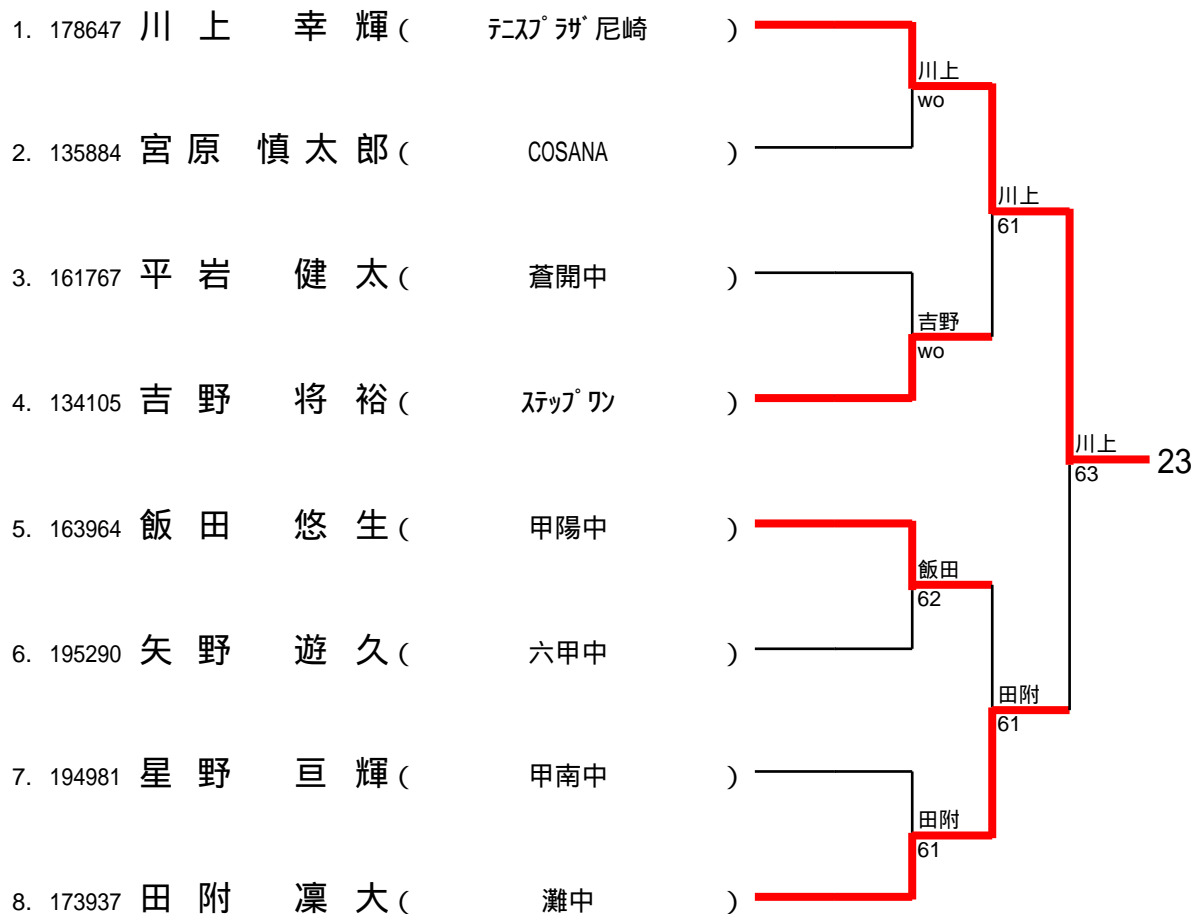 1. 178647 川上 幸輝 ( テニスプラザ尼崎 )
川上
wo
2. 135884 宮原 慎太郎 ( COSANA )
川上
61
3. 161767 平岩 健太 ( 蒼開中 )
吉野
wo
4. 134105 吉野 将裕 ( ステップワン )
川上
63
23
5. 163964 飯田 悠生 ( 甲陽中 )
飯田
62
6. 195290 矢野 遊久 ( 六甲中 )
田附
61
7. 194981 星野 亘輝 ( 甲南中 )
田附
61
8. 173937 田附 凜大 ( 灘中 )